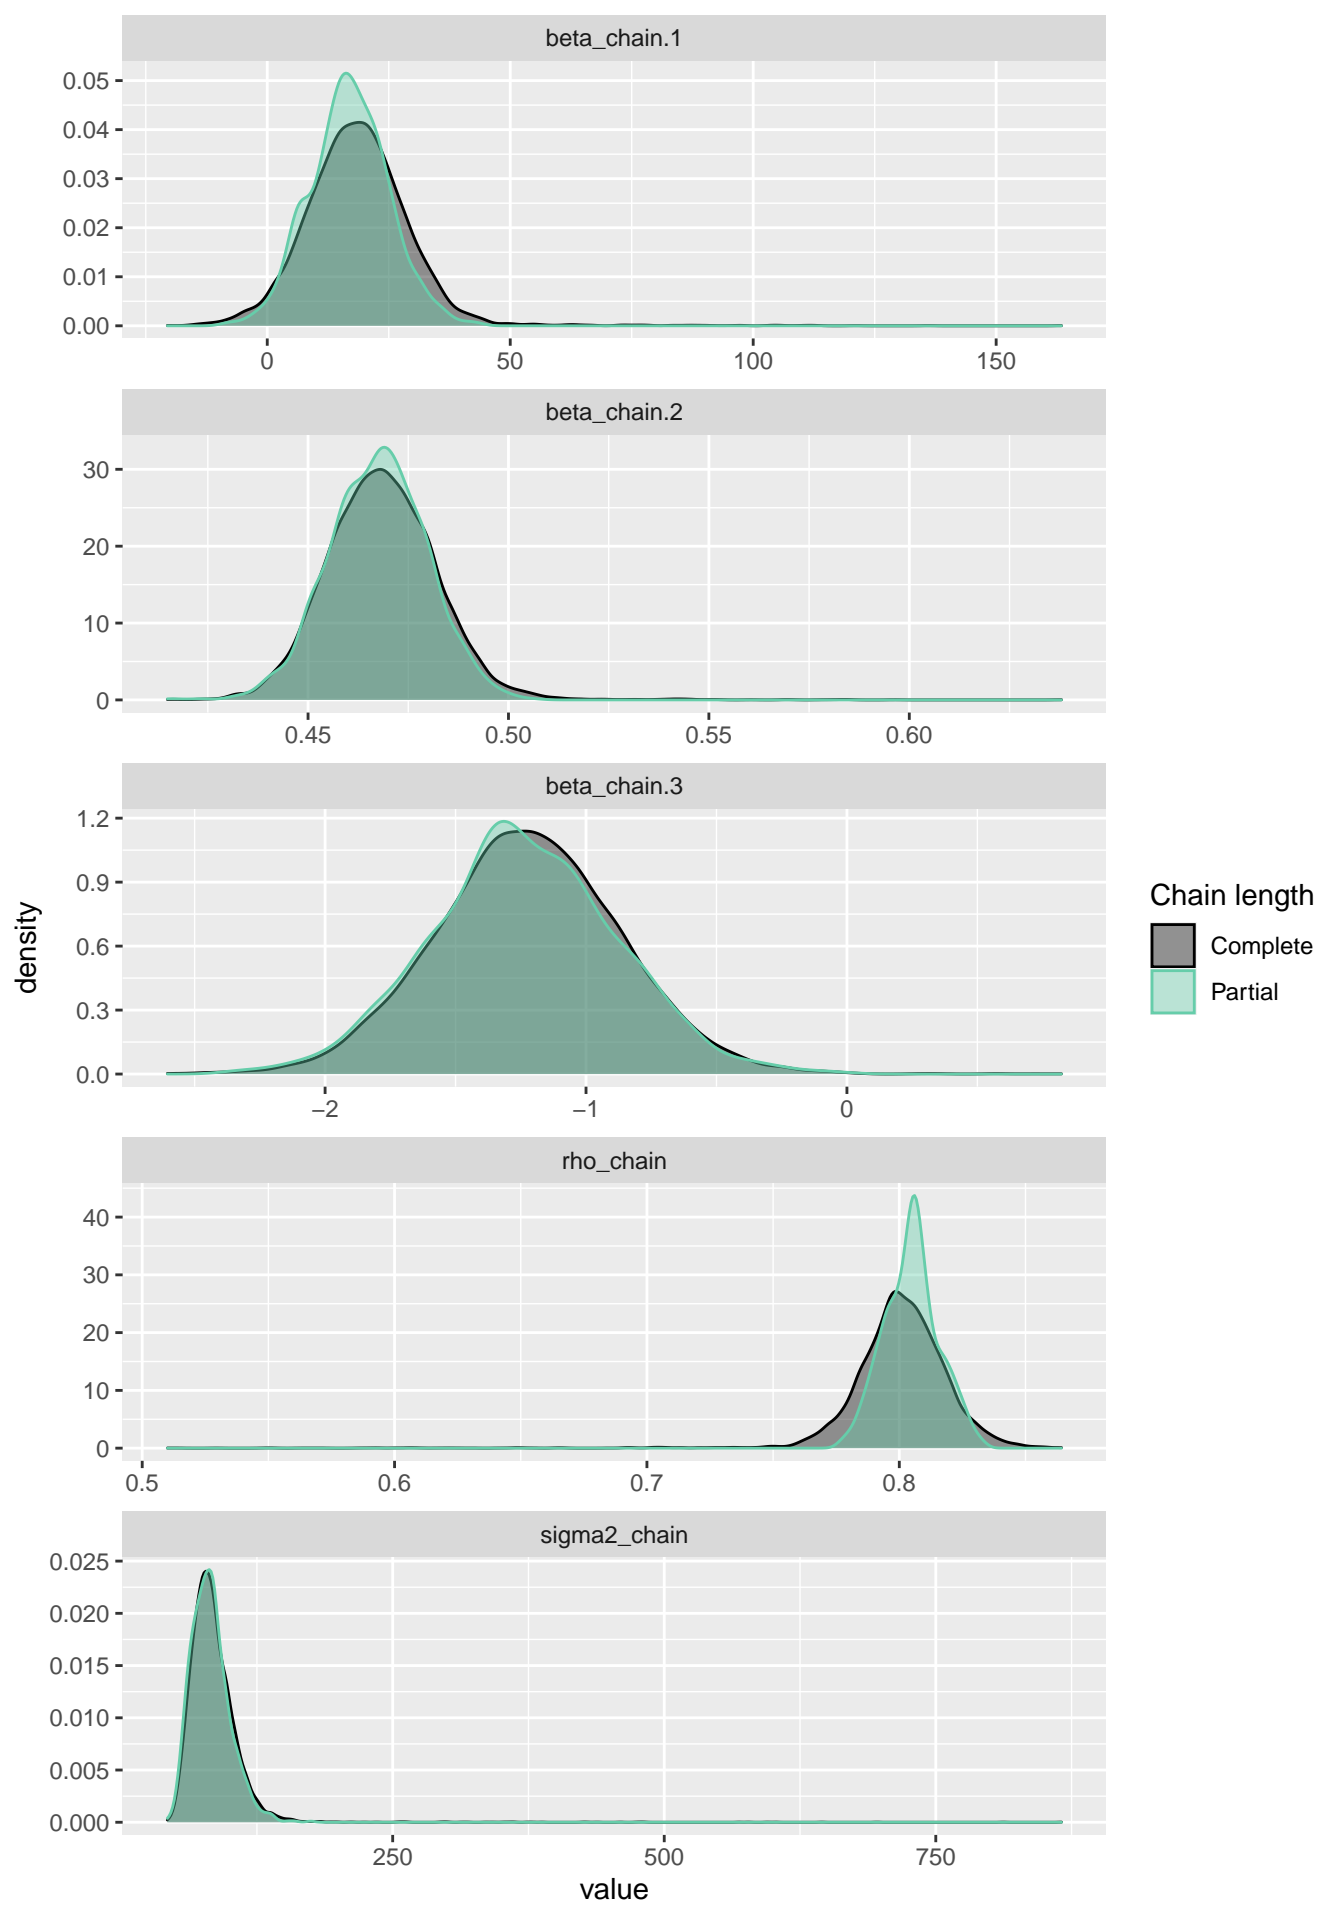 beta_chain.1
0.05
0.04
0.03
0.02
0.01
0.00
0 50 100 150
beta_chain.2
30
20
10
0
0.45 0.50 0.55 0.60
beta_chain.3
1.2
0.9
0.6
0.3
0.0
−2 −1 0
rho_chain
40
30
20
10
0
0.5 0.6 0.7 0.8
sigma2_chain
0.025
0.020
0.015
0.010
0.005
0.000
250 500 750
value
density
Chain length
Complete
Partial